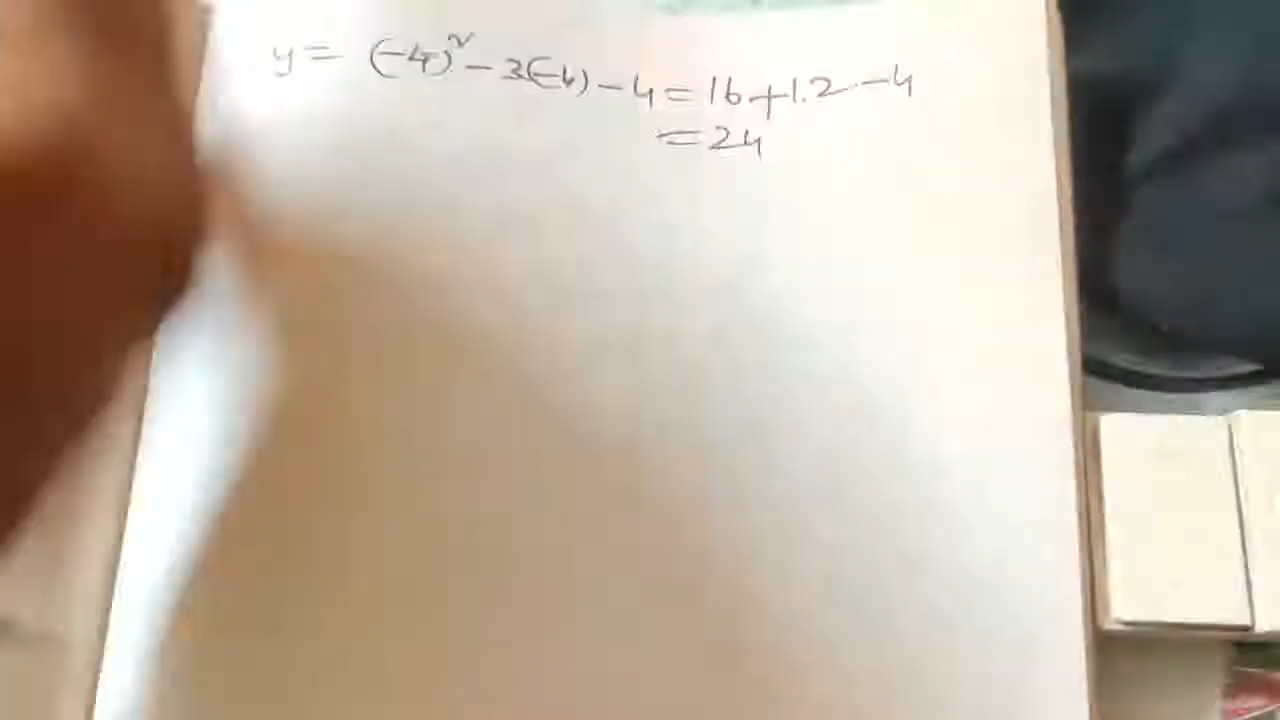 y = (-4)² - 3(-4) - 4 = 16 + 12 - 4
= 24